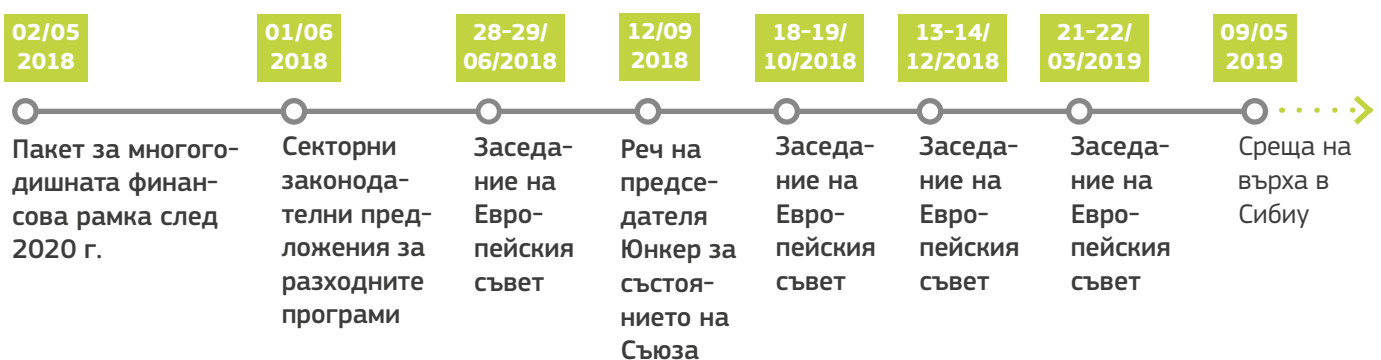 02/05
2018
01/06
2018
28-29/
06/2018
12/09
2018
18-19/
10/2018
13-14/
12/2018
21-22/
03/2019
09/05
2019
Пакет за многого-
дишната финан-
сова рамка след
2020 г.
Секторни
законода-
телни пред-
ложения за
разходните
програми
Заседа-
ние на
Евро-
пейския
съвет
Реч на
предсе-
дателя
Юнкер за
състоя-
нието на
Съюза
Заседа-
ние на
Евро-
пейския
съвет
Заседа-
ние на
Евро-
пейския
съвет
Заседа-
ние на
Евро-
пейския
съвет
Среща на
върха в
Сибиу